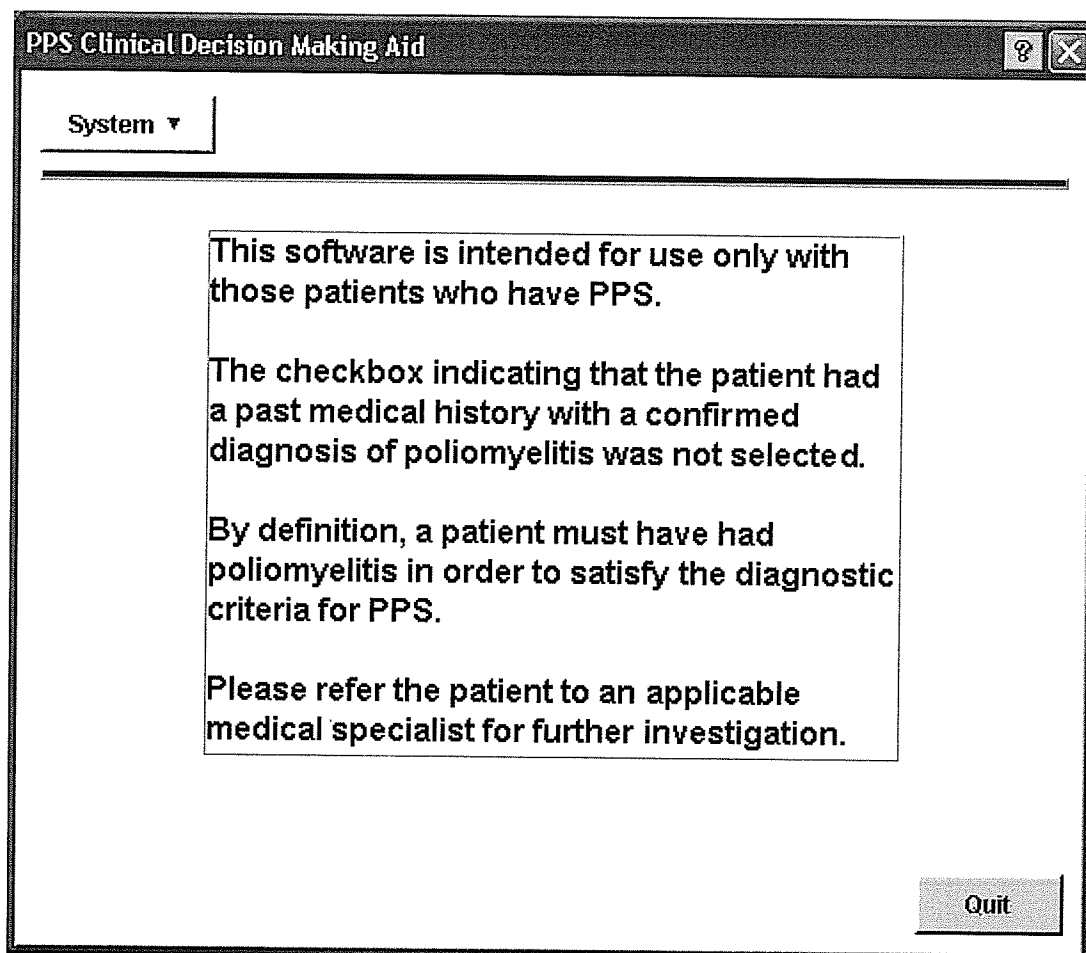 PPS Clinical Decision Making Aid
System
This software is intended for use only with
those patients who have PPS.
The checkbox indicating that the patient had
a past medical history with a confirmed
diagnosis of poliomyelitis was not selected.
By definition, a patient must have had
poliomyelitis in order to satisfy the diagnostic
criteria for PPS.
Please refer the patient to an applicable
medical specialist for further investigation.
Quit